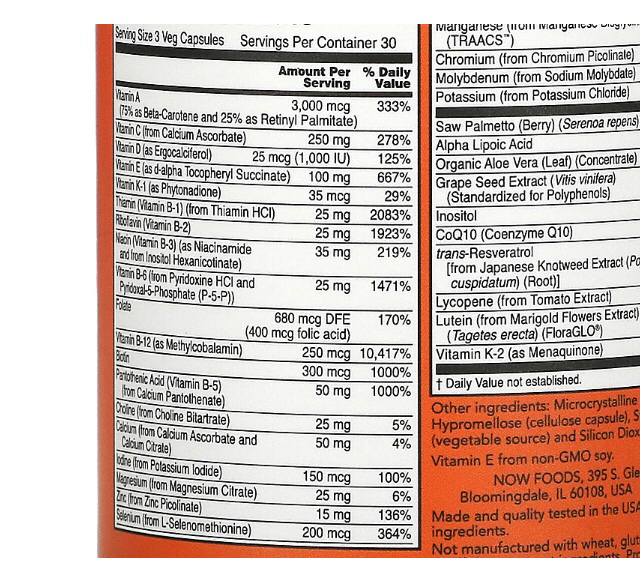 Serving Size 3 Veg Capsules Servings Per Container 30
Amount Per Serving % Daily Value
Vitamin A 3,000 mcg 333%
(75% as Beta-Carotene and 25% as Retinyl Palmitate)
Vitamin C (from Calcium Ascorbate) 250 mg 278%
Vitamin D (as Ergocalciferol) 25 mcg (1,000 IU) 125%
Vitamin E (as d-alpha Tocopheryl Succinate) 100 mg 667%
Vitamin K-1 (as Phytonadione) 35 mcg 29%
Thiamin (Vitamin B-1) (from Thiamin HCl) 25 mg 2083%
Riboflavin (Vitamin B-2) 25 mg 1923%
Niacin (Vitamin B-3) (as Niacinamide 35 mg 219%
and from Inositol Hexanicotinate)
Vitamin B-6 (from Pyridoxine HCl and 25 mg 1471%
Pyridoxal-5-Phosphate (P-5-P))
Folate 680 mcg DFE 170%
(400 mcg folic acid)
Vitamin B-12 (as Methylcobalamin) 250 mcg 10,417%
Biotin 300 mcg 1000%
Pantothenic Acid (Vitamin B-5) 50 mg 1000%
(from Calcium Pantothenate)
Choline (from Choline Bitartrate) 25 mg 5%
Calcium (from Calcium Ascorbate and 50 mg 4%
Calcium Citrate)
Iodine (from Potassium Iodide) 150 mcg 100%
Magnesium (from Magnesium Citrate) 25 mg 6%
Zinc (from Zinc Picolinate) 15 mg 136%
Selenium (from L-Selenomethionine) 200 mcg 364%
Manganese (from Manganese
(TRAACS™)
Chromium (from Chromium Picolinate)
Molybdenum (from Sodium Molybdate)
Potassium (from Potassium Chloride)
Saw Palmetto (Berry) (Serenoa repens)
Alpha Lipoic Acid
Organic Aloe Vera (Leaf) (Concentrate)
Grape Seed Extract (Vitis vinifera)
(Standardized for Polyphenols)
Inositol
CoQ10 (Coenzyme Q10)
trans-Resveratrol
[from Japanese Knotweed Extract
cuspidatum) (Root)]
Lycopene (from Tomato Extract)
Lutein (from Marigold Flowers Extract)
(Tagetes erecta) (FloraGLO®)
Vitamin K-2 (as Menaquinone)
† Daily Value not established.
Other ingredients: Microcrystalline
Hypromellose (cellulose capsule),
(vegetable source) and Silicon
Vitamin E from non-GMO soy.
NOW FOODS, 395 S.
Bloomingdale, IL 60108, USA
Made and quality tested in the USA
ingredients.
Not manufactured with wheat,